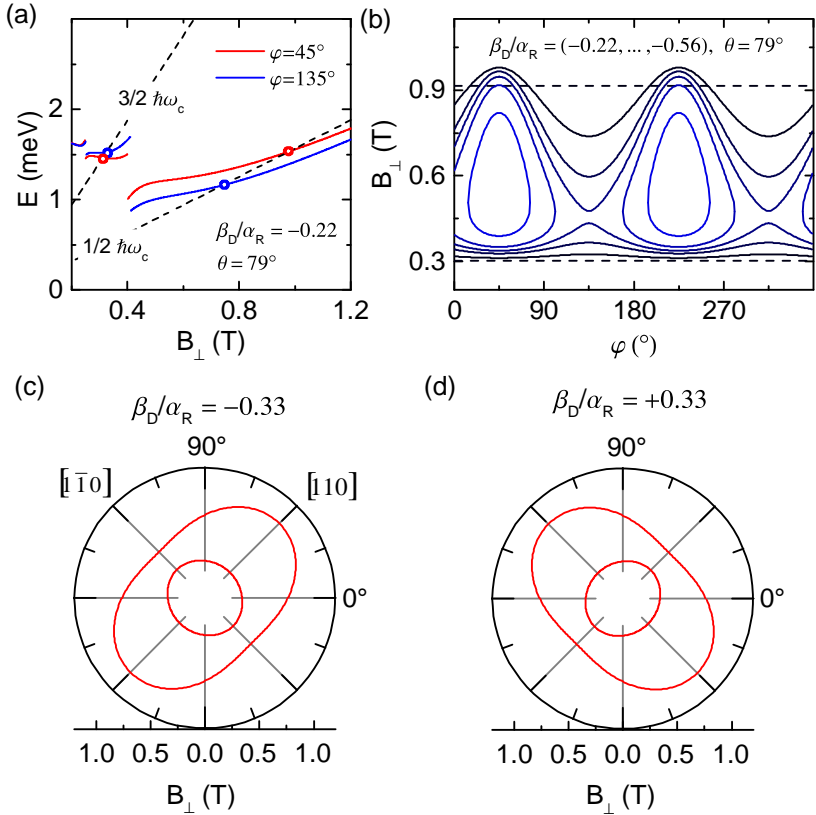 (a)
φ=45°
φ=135°
3/2 ħω_c
1/2 ħω_c
β_D/α_R = −0.22
θ = 79°
E (meV)
0
1
2
0.4
0.8
1.2
B_⊥ (T)
(b)
β_D/α_R = (−0.22, ... , −0.56), θ = 79°
B_⊥ (T)
0.9
0.6
0.3
0
90
180
270
φ (°)
(c)
β_D/α_R = −0.33
90°
[11̄0]
[110]
0°
1.0
0.5
0.0
0.5
1.0
B_⊥ (T)
(d)
β_D/α_R = +0.33
90°
0°
1.0
0.5
0.0
0.5
1.0
B_⊥ (T)